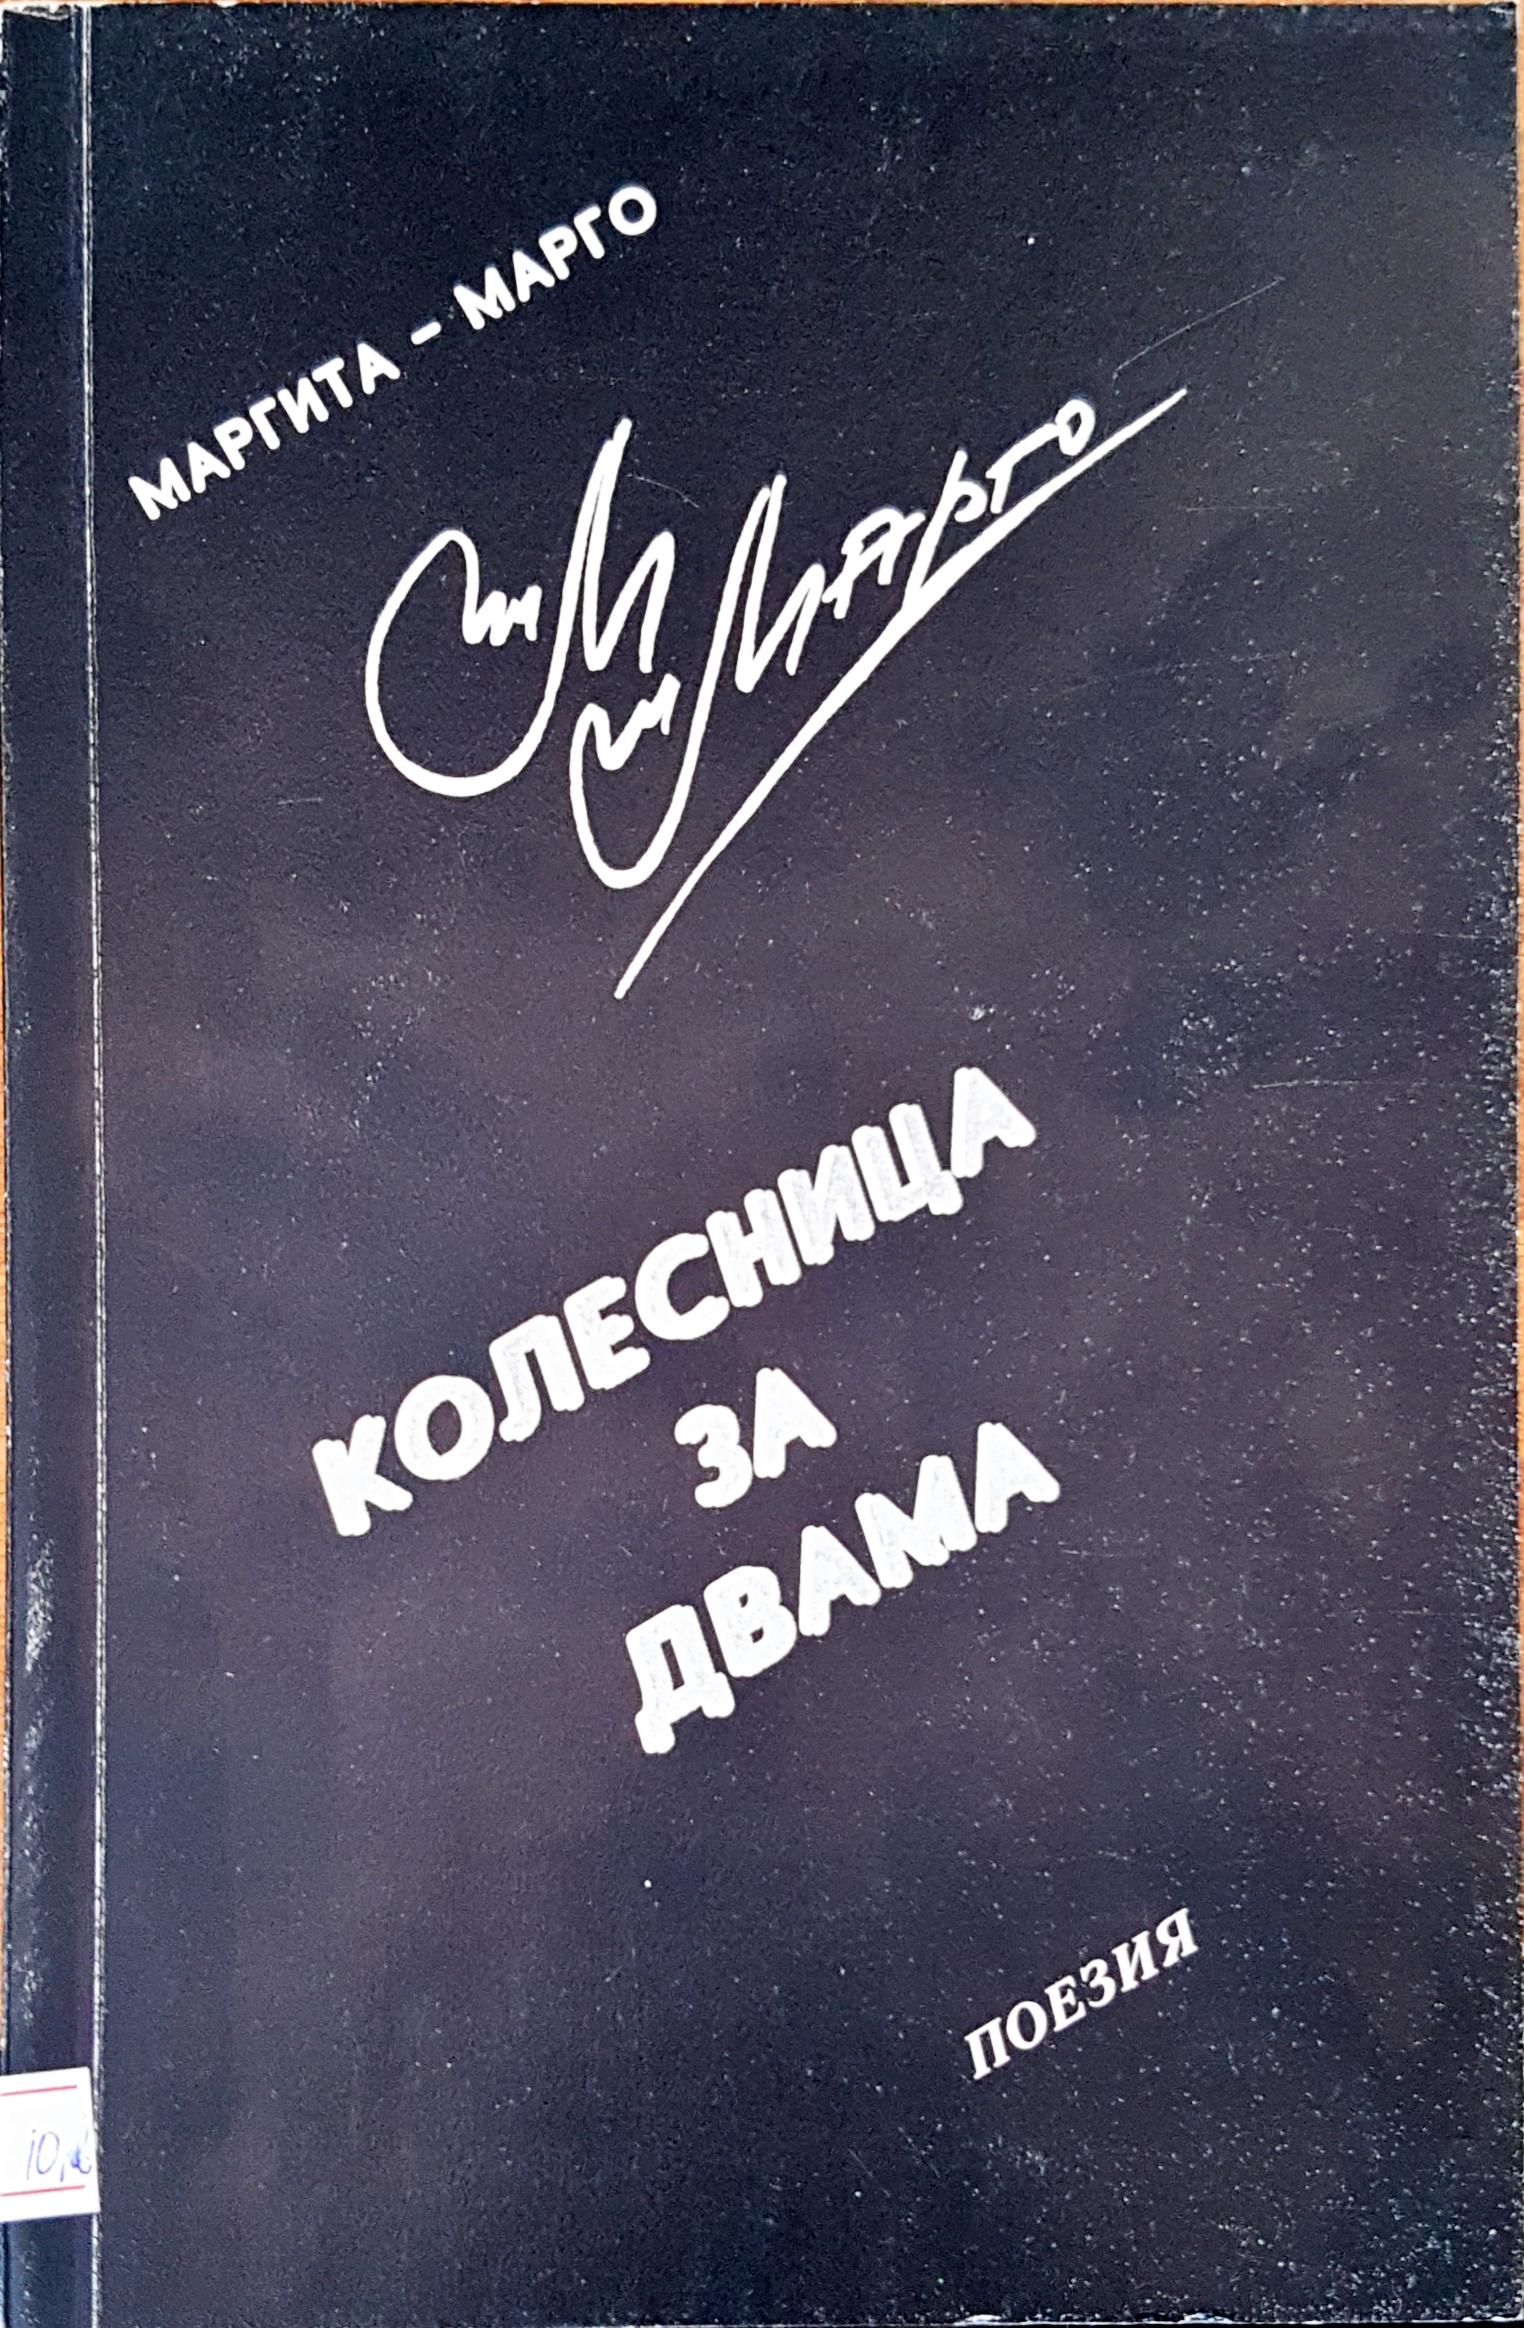 МАРГИТА - МАРГО
М Марго
КОЛЕСНИЦА
ЗА
ДВАМА
ПОЕЗИЯ